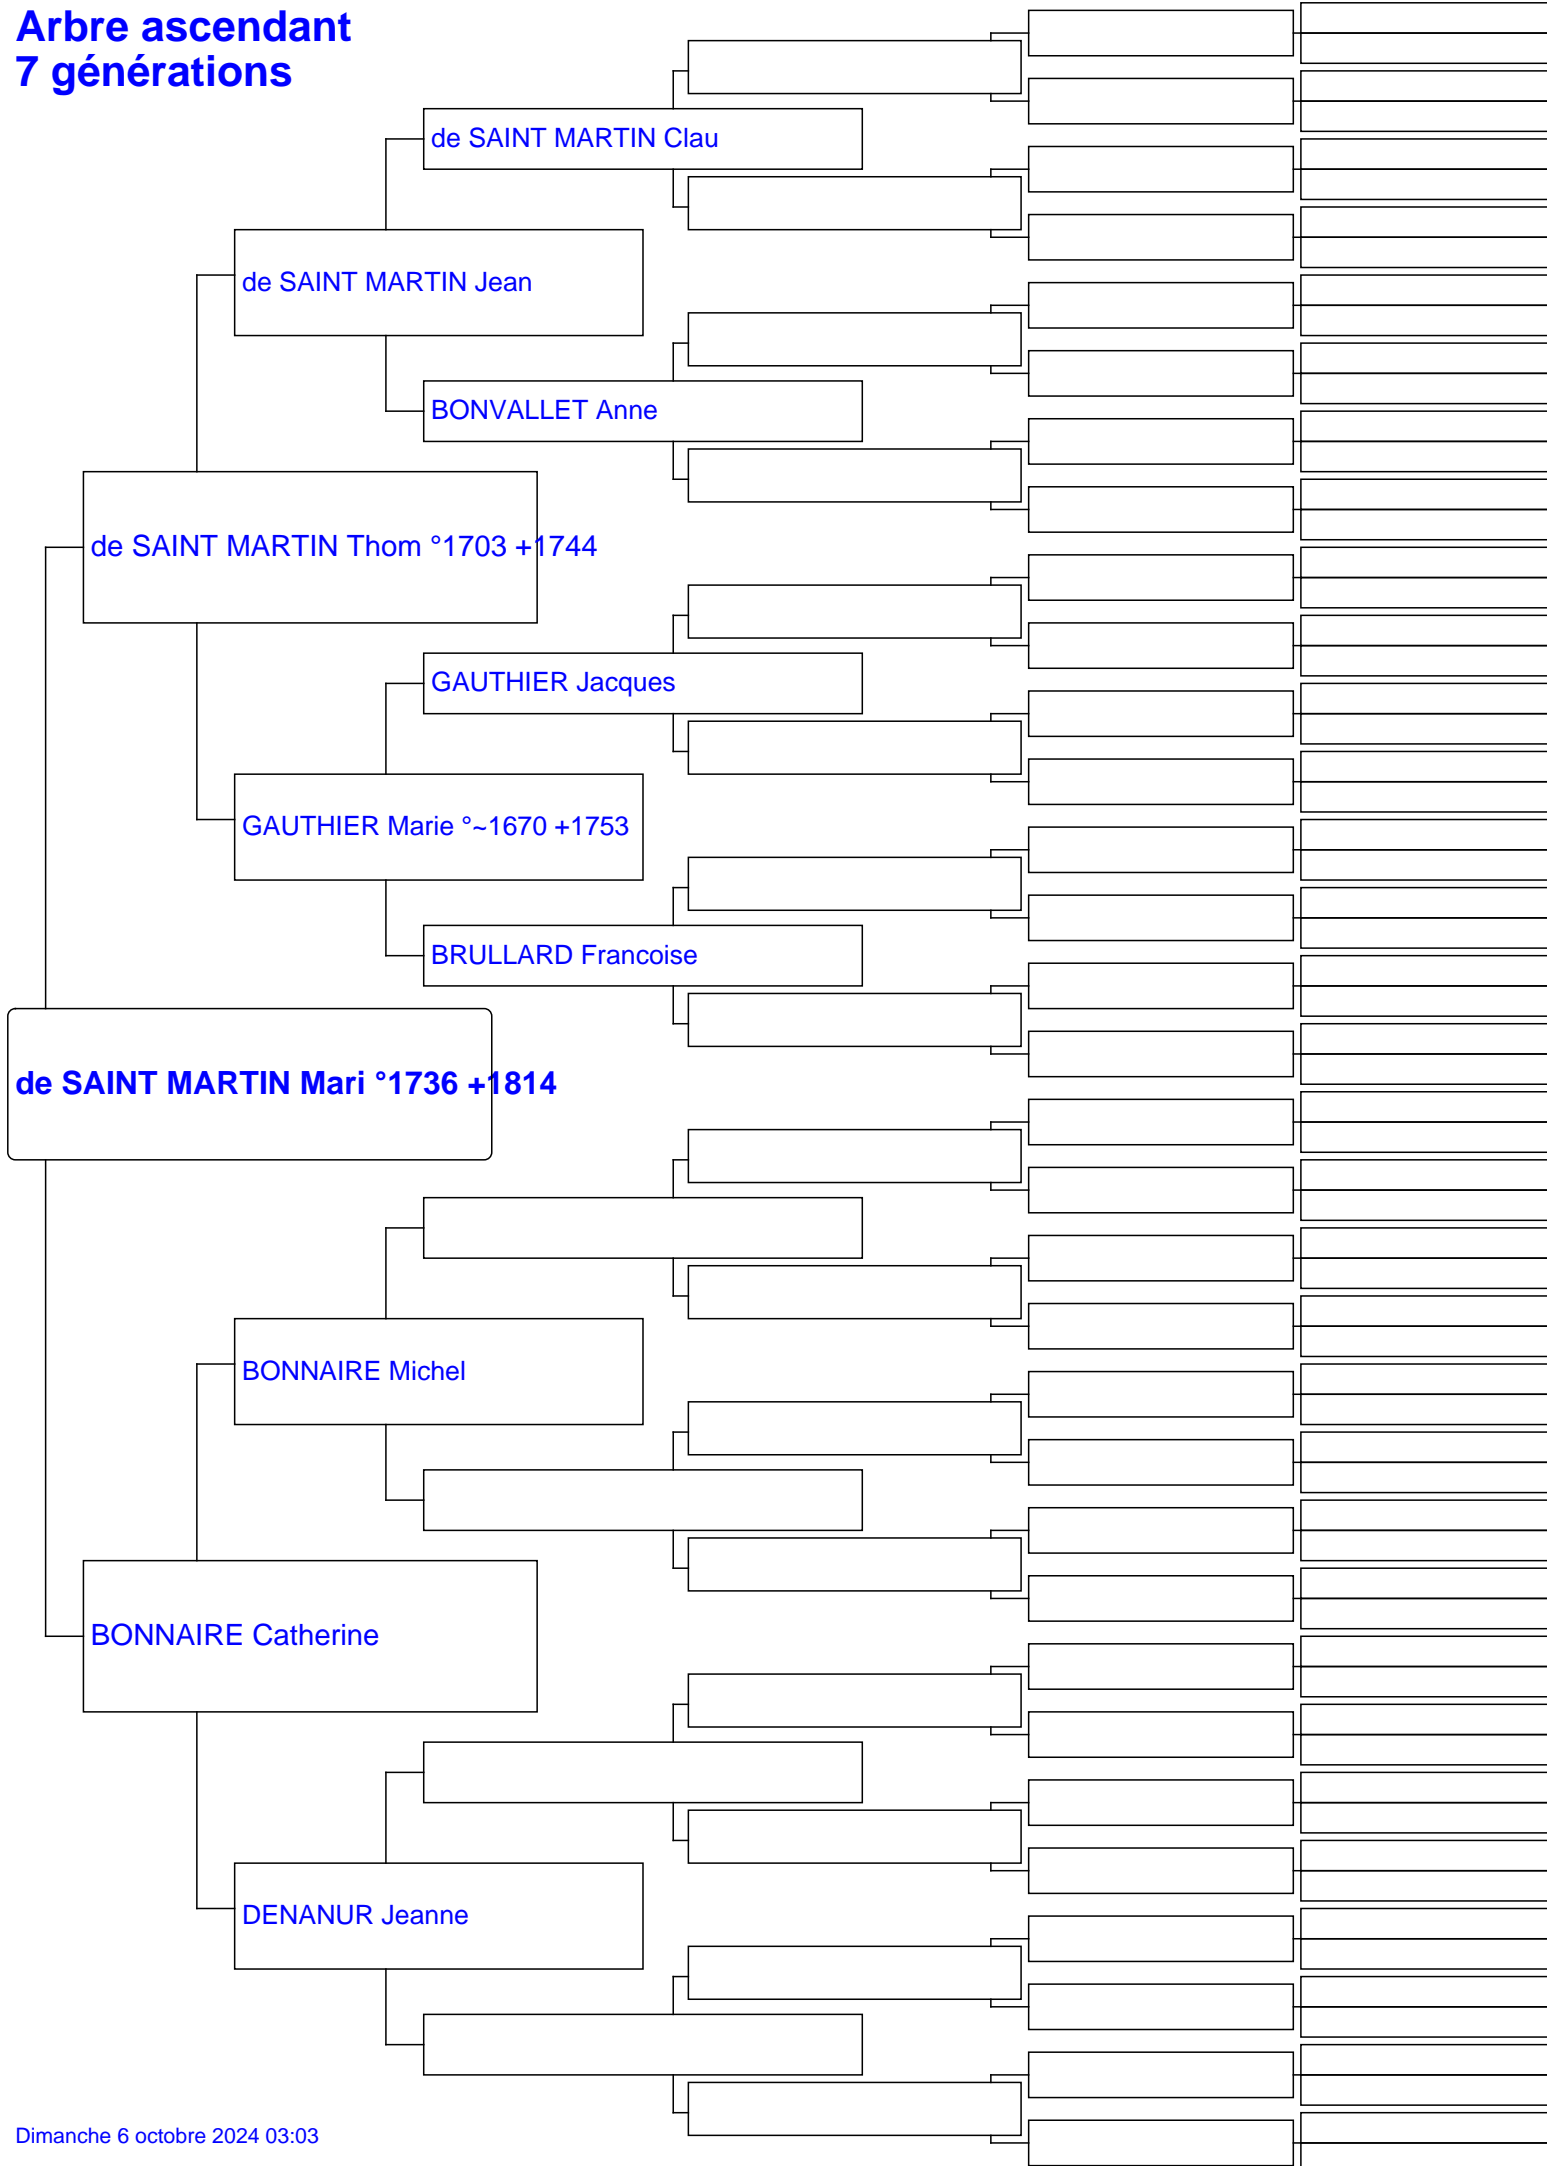 Arbre ascendant
7 générations
de SAINT MARTIN Clau
de SAINT MARTIN Jean
BONVALLET Anne
de SAINT MARTIN Thom °1703 +1744
GAUTHIER Jacques
GAUTHIER Marie °~1670 +1753
BRULLARD Francoise
de SAINT MARTIN Mari °1736 +1814
BONNAIRE Michel
BONNAIRE Catherine
DENANUR Jeanne
Dimanche 6 octobre 2024 03:03